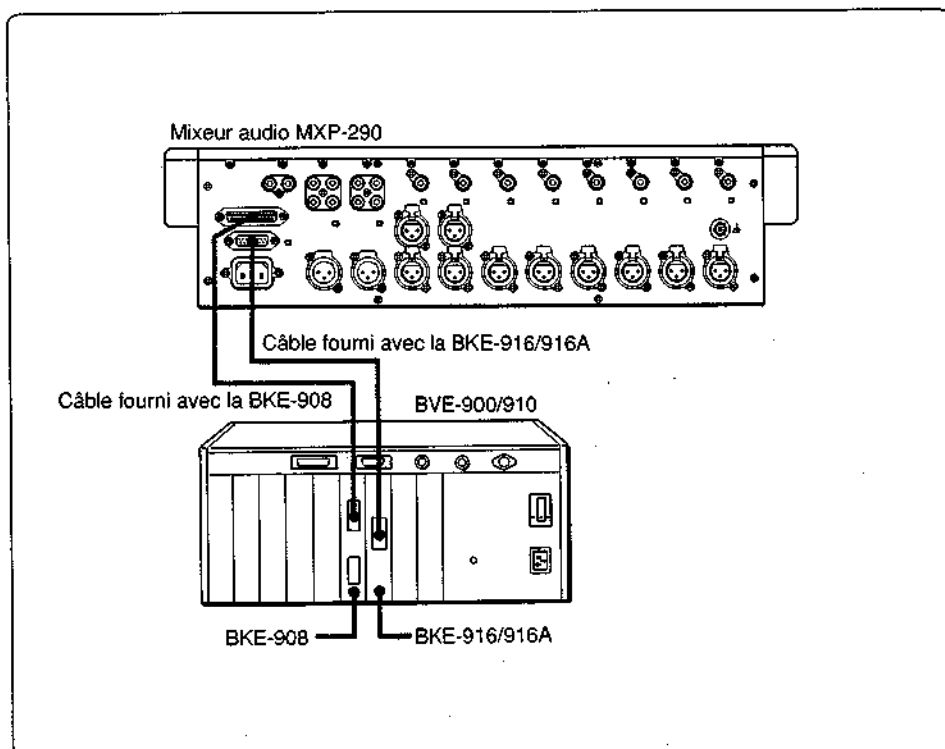 Mixeur audio MXP-290
Câble fourni avec la BKE-916/916A
Câble fourni avec la BKE-908
BVE-900/910
BKE-908
BKE-916/916A